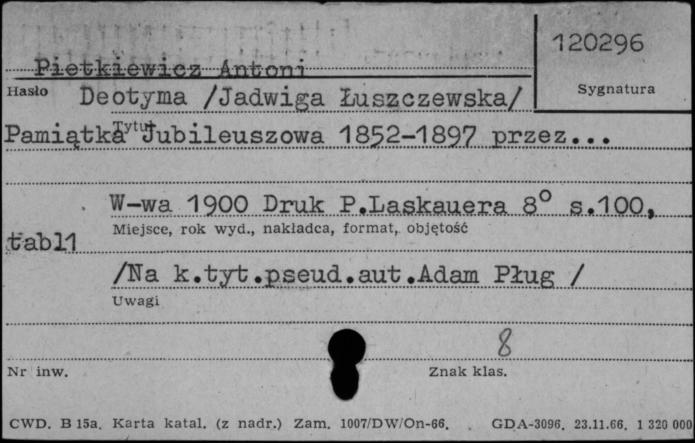 120296
Pietkiewicz Antoni
Hasło
Sygnatura
Deotyma /Jadwiga Łuszczewska/
Tytuł
Pamiątka Jubileuszowa 1852-1897 przez...
W-wa 1900 Druk P.Laskauera 8° s.100,
Miejsce, rok wyd., nakładca, format, objętość
tabl1
/Na k.tyt.pseud.aut.Adam Pług /
Uwagi
8
Nr inw.
Znak klas.
CWD. B 15a. Karta katal. (z nadr.) Zam. 1007/DW/On-66. GDA-3096. 23.11.66. 1 320 000